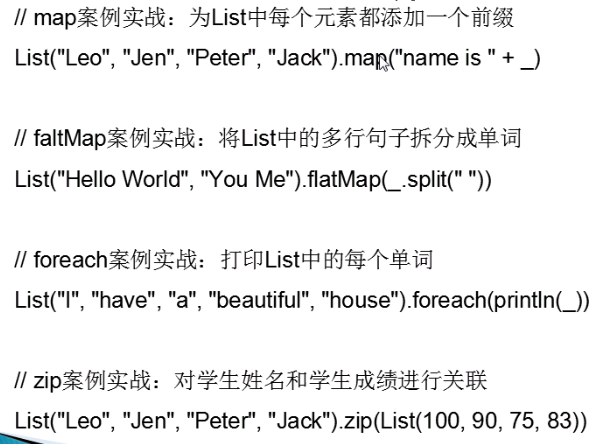 // map案例实战：为List中每个元素都添加一个前缀
List("Leo", "Jen", "Peter", "Jack").map("name is " + _)
// faltMap案例实战：将List中的多行句子拆分成单词
List("Hello World", "You Me").flatMap(_.split(" "))
// foreach案例实战：打印List中的每个单词
List("I", "have", "a", "beautiful", "house").foreach(println(_))
// zip案例实战：对学生姓名和学生成绩进行关联
List("Leo", "Jen", "Peter", "Jack").zip(List(100, 90, 75, 83))